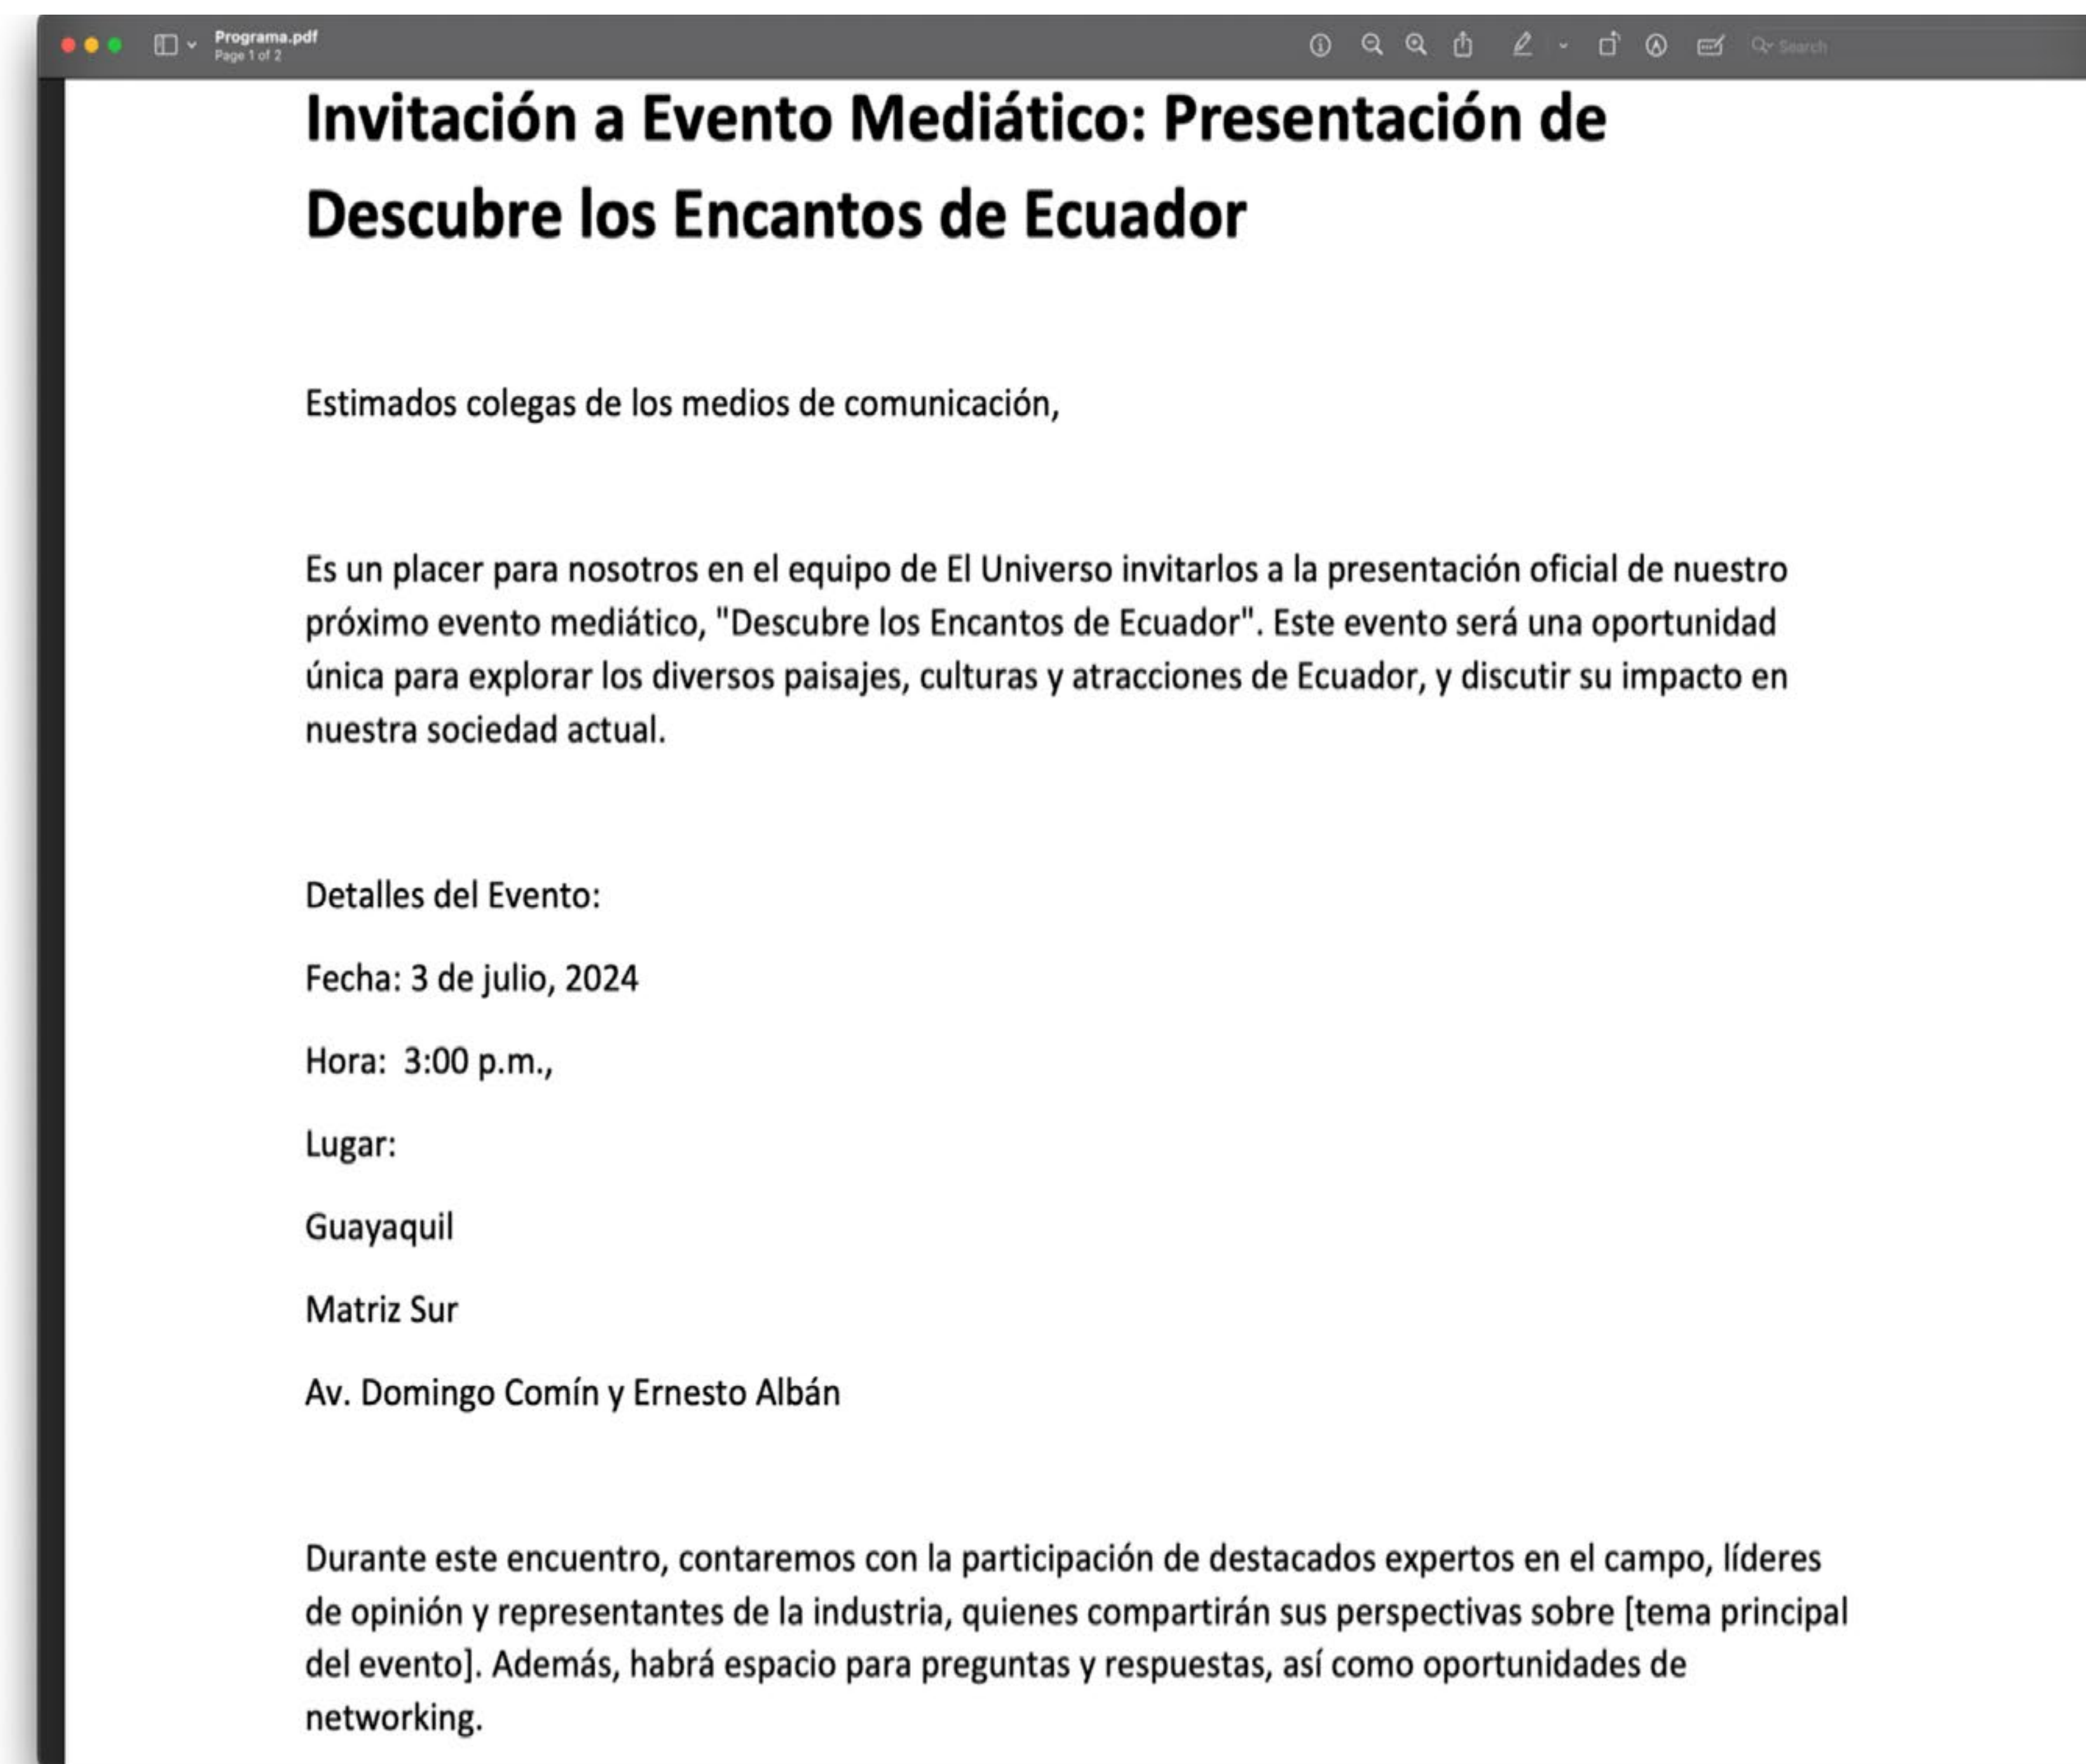 Programa.pdf
Page 1 of 2
Search
Invitación a Evento Mediático: Presentación de
Descubre los Encantos de Ecuador
Estimados colegas de los medios de comunicación,
Es un placer para nosotros en el equipo de El Universo invitarlos a la presentación oficial de nuestro
próximo evento mediático, "Descubre los Encantos de Ecuador". Este evento será una oportunidad
única para explorar los diversos paisajes, culturas y atracciones de Ecuador, y discutir su impacto en
nuestra sociedad actual.
Detalles del Evento:
Fecha: 3 de julio, 2024
Hora:  3:00 p.m.,
Lugar:
Guayaquil
Matriz Sur
Av. Domingo Comín y Ernesto Albán
Durante este encuentro, contaremos con la participación de destacados expertos en el campo, líderes
de opinión y representantes de la industria, quienes compartirán sus perspectivas sobre [tema principal
del evento]. Además, habrá espacio para preguntas y respuestas, así como oportunidades de
networking.